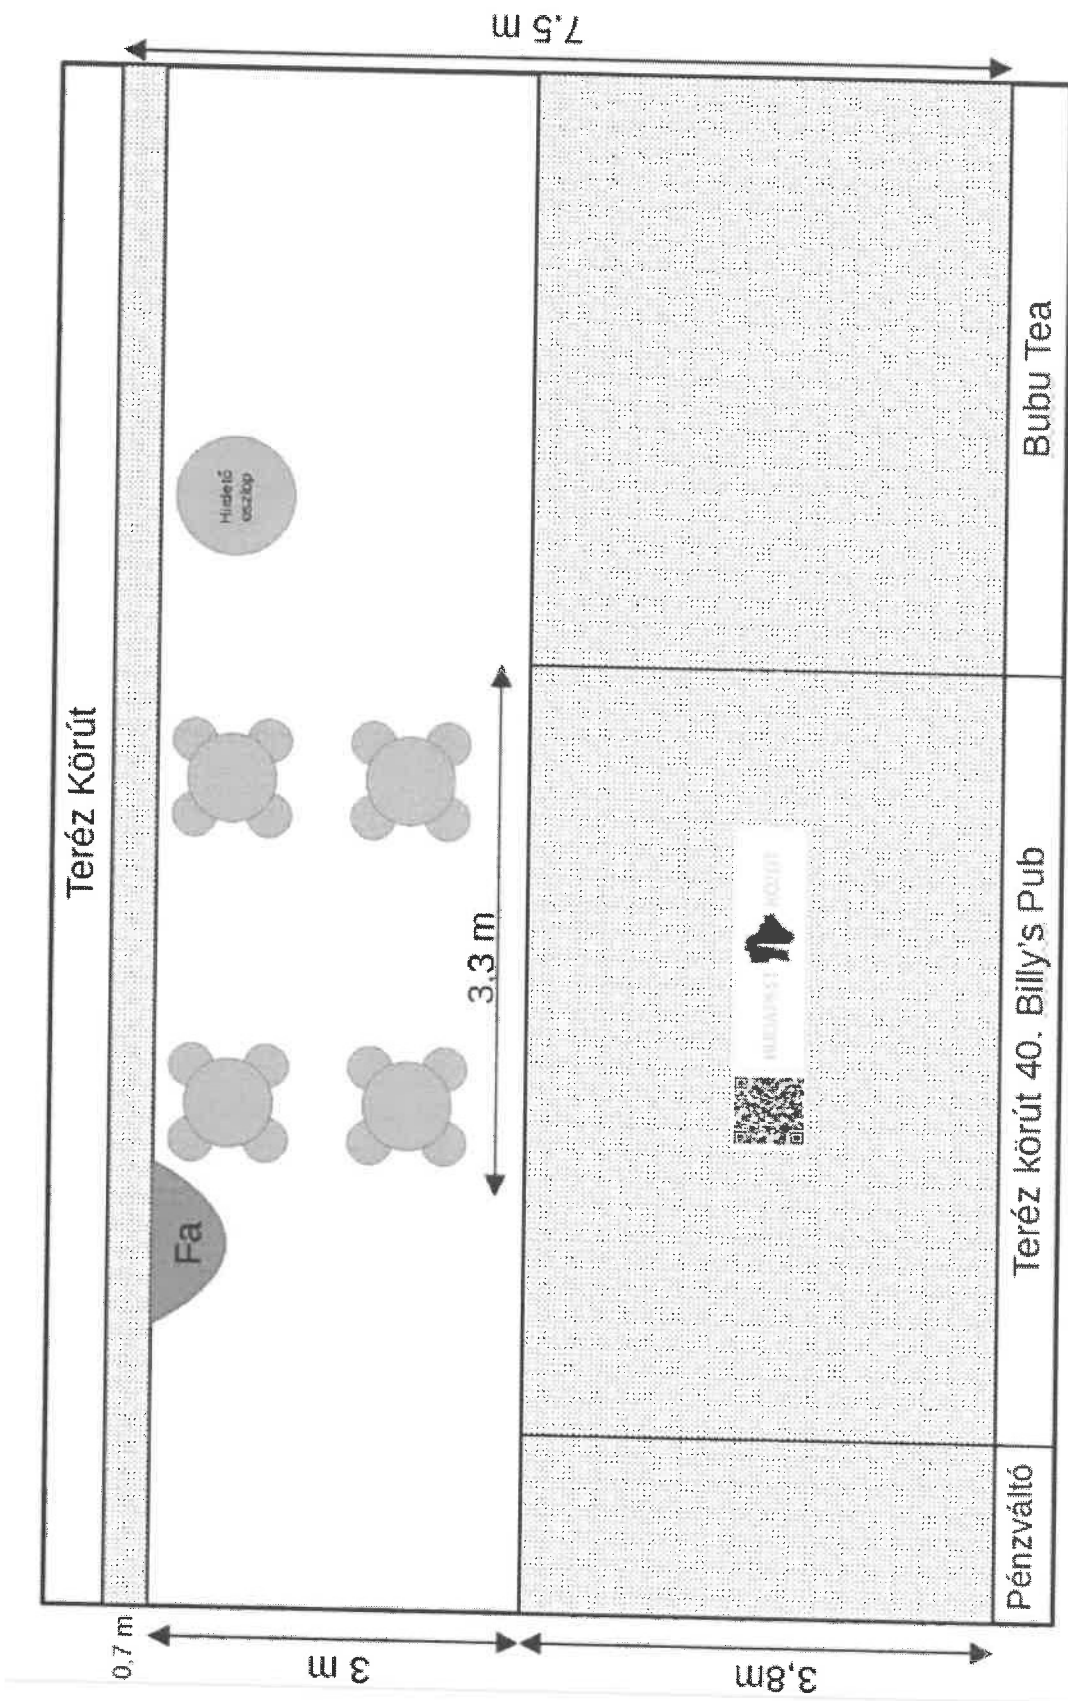 Teréz Körút
7.5 m
0,7 m
3 m
3,8m
Fa
Hirdető
oszlop
3,3 m
BUDAPEST
Pénzváltó
Teréz körút 40. Billy's Pub
Bubu Tea